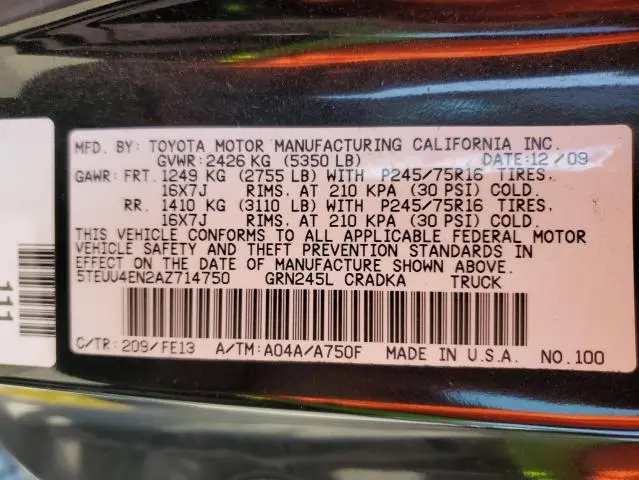 MFD. BY: TOYOTA MOTOR MANUFACTURING CALIFORNIA INC.
GVWR: 2426 KG (5350 LB) DATE: 12/09
GAWR: FRT. 1249 KG (2755 LB) WITH P245/75R16 TIRES,
16X7J RIMS, AT 210 KPA (30 PSI) COLD.
RR. 1410 KG (3110 LB) WITH P245/75R16 TIRES,
16X7J RIMS, AT 210 KPA (30 PSI) COLD.
THIS VEHICLE CONFORMS TO ALL APPLICABLE FEDERAL MOTOR
VEHICLE SAFETY AND THEFT PREVENTION STANDARDS IN EFFECT
ON THE DATE OF MANUFACTURE SHOWN ABOVE.
5TEUU4EN2AZ714750 GRN245L CRADKA TRUCK
C/TR: 209/FE13 A/TM: A04A/A750F MADE IN U.S.A. NO. 100
111